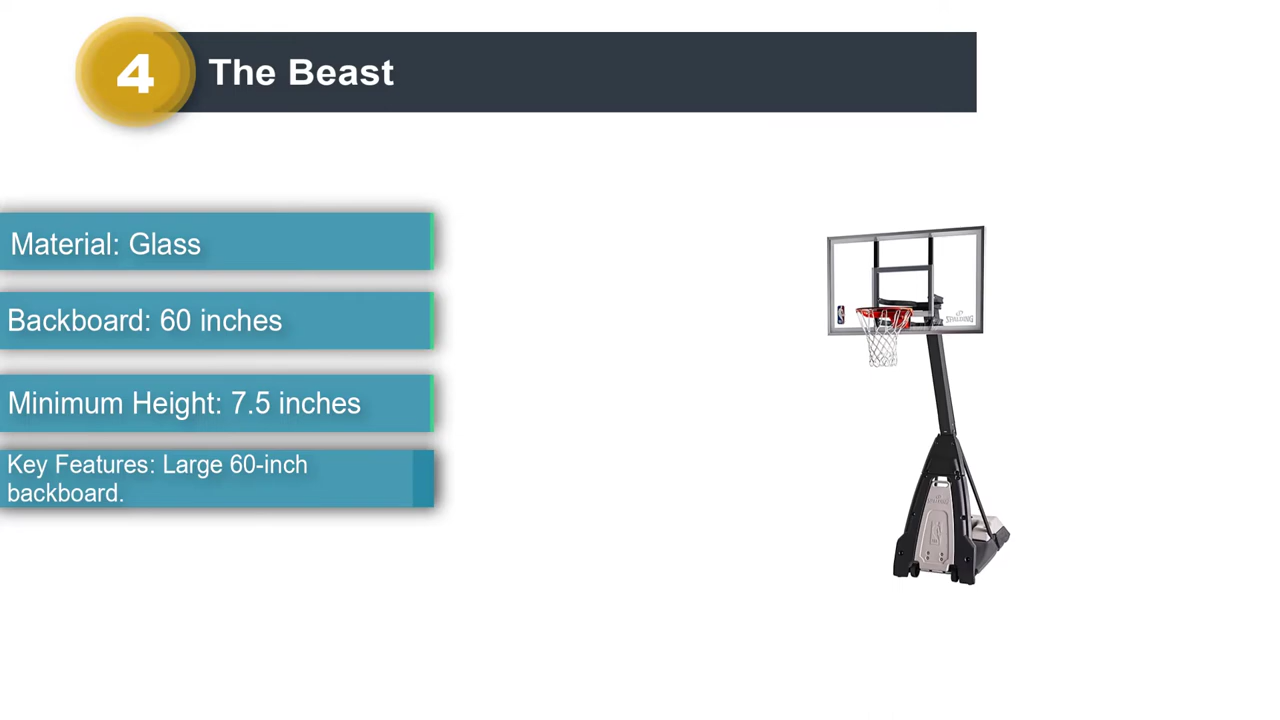 4
The Beast
Material: Glass
Backboard: 60 inches
Minimum Height: 7.5 inches
Key Features: Large 60-inch
backboard.
SPALDING